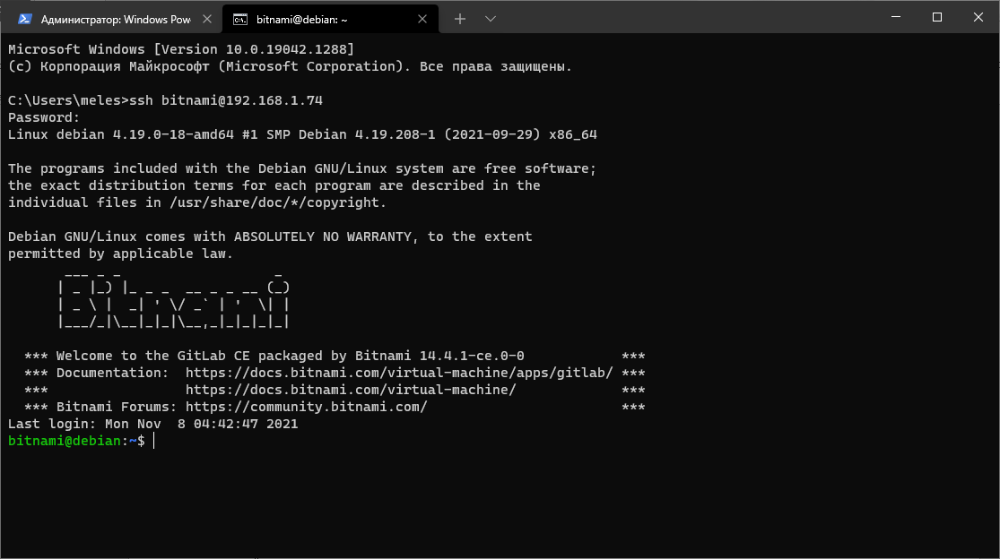 Администратор: Windows Pow
bitnami@debian: ~
Microsoft Windows [Version 10.0.19042.1288]
(c) Корпорация Майкрософт (Microsoft Corporation). Все права защищены.
C:\Users\meles>ssh bitnami@192.168.1.74
Password:
Linux debian 4.19.0-18-amd64 #1 SMP Debian 4.19.208-1 (2021-09-29) x86_64
The programs included with the Debian GNU/Linux system are free software;
the exact distribution terms for each program are described in the
individual files in /usr/share/doc/*/copyright.
Debian GNU/Linux comes with ABSOLUTELY NO WARRANTY, to the extent
permitted by applicable law.
Bitnami
*** Welcome to the GitLab CE packaged by Bitnami 14.4.1-ce.0-0 ***
*** Documentation: https://docs.bitnami.com/virtual-machine/apps/gitlab/ ***
*** https://docs.bitnami.com/virtual-machine/ ***
*** Bitnami Forums: https://community.bitnami.com/ ***
Last login: Mon Nov  8 04:42:47 2021
bitnami@debian:~$